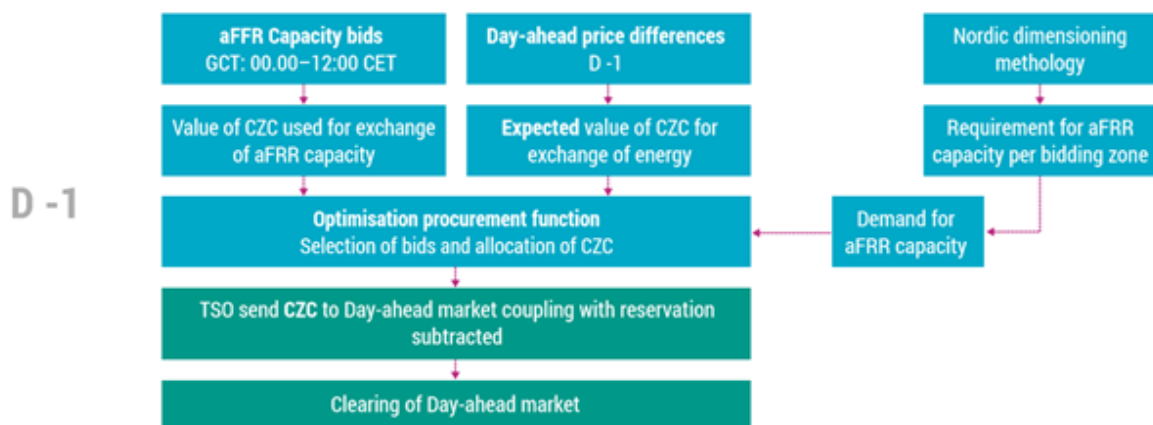 aFFR Capacity bids
GCT: 00.00–12:00 CET
Day-ahead price differences
D -1
Nordic dimensioning
methology
Value of CZC used for exchange
of aFRR capacity
Expected value of CZC for
exchange of energy
Requirement for aFRR
capacity per bidding zone
D -1
Optimisation procurement function
Selection of bids and allocation of CZC
Demand for
aFRR capacity
TSO send CZC to Day-ahead market coupling with reservation
subtracted
Clearing of Day-ahead market